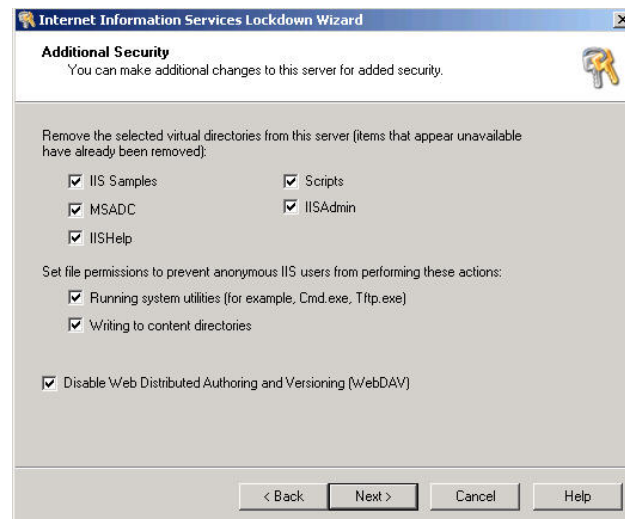 Internet Information Services Lockdown Wizard
Additional Security
You can make additional changes to this server for added security.
Remove the selected virtual directories from this server (items that appear unavailable
have already been removed):
IIS Samples
Scripts
MSADC
IISAdmin
IISHelp
Set file permissions to prevent anonymous IIS users from performing these actions:
Running system utilities (for example, Cmd.exe, Tftp.exe)
Writing to content directories
Disable Web Distributed Authoring and Versioning (WebDAV)
< Back
Next >
Cancel
Help